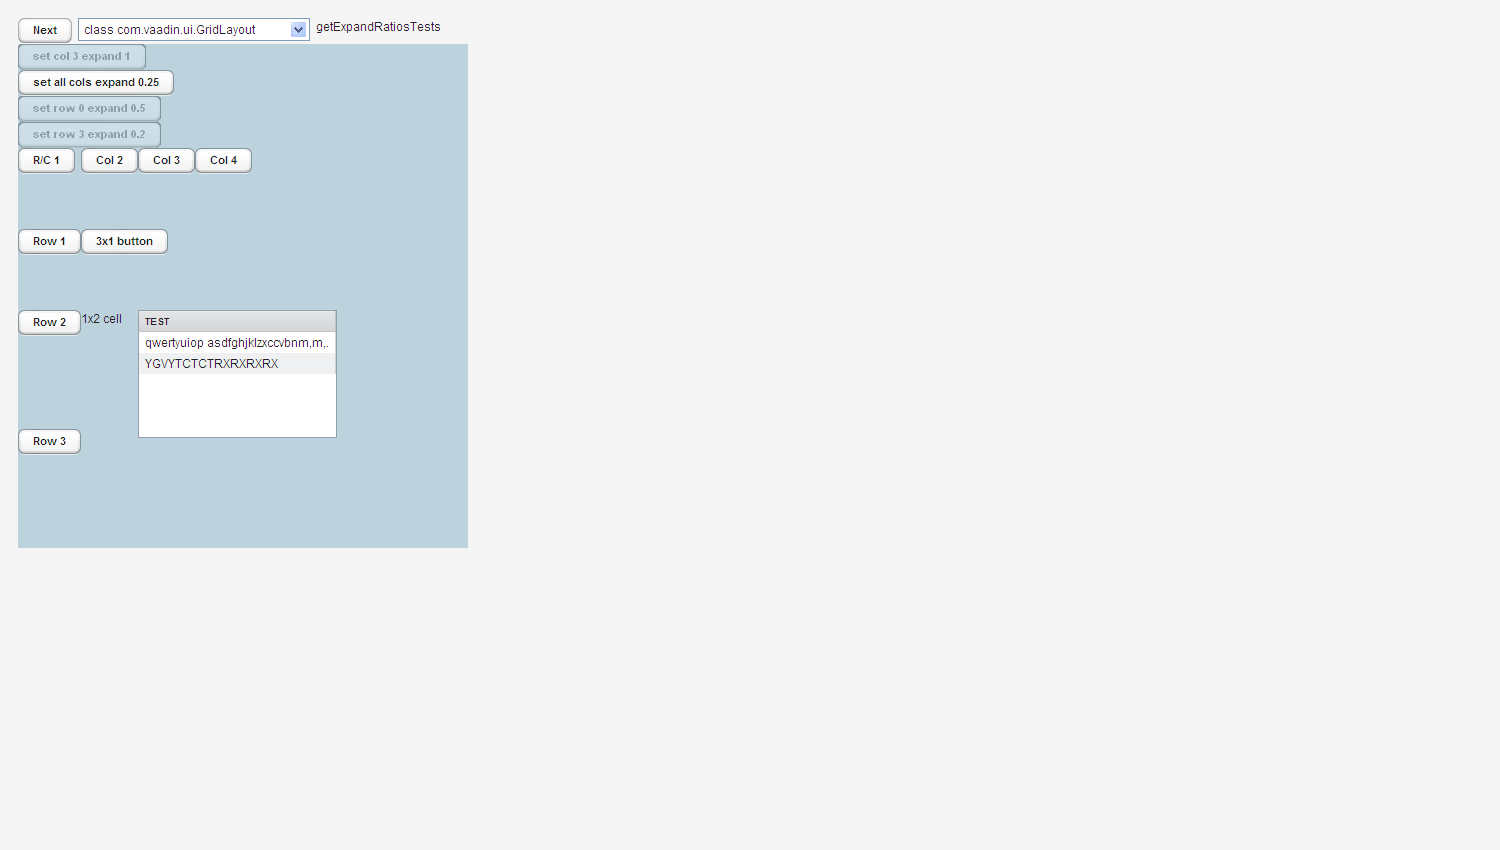 Next class com.vaadin.ui.GridLayout getExpandRatiosTests
set col 3 expand 1
set all cols expand 0.25
set row 0 expand 0.5
set row 3 expand 0.2
R/C 1 Col 2 Col 3 Col 4
Row 1 3x1 button
Row 2 1x2 cell TEST
qwertyuiop asdfghjklzxccvbnm,m,.
YGVYTCTCTRXRXRXRX
Row 3